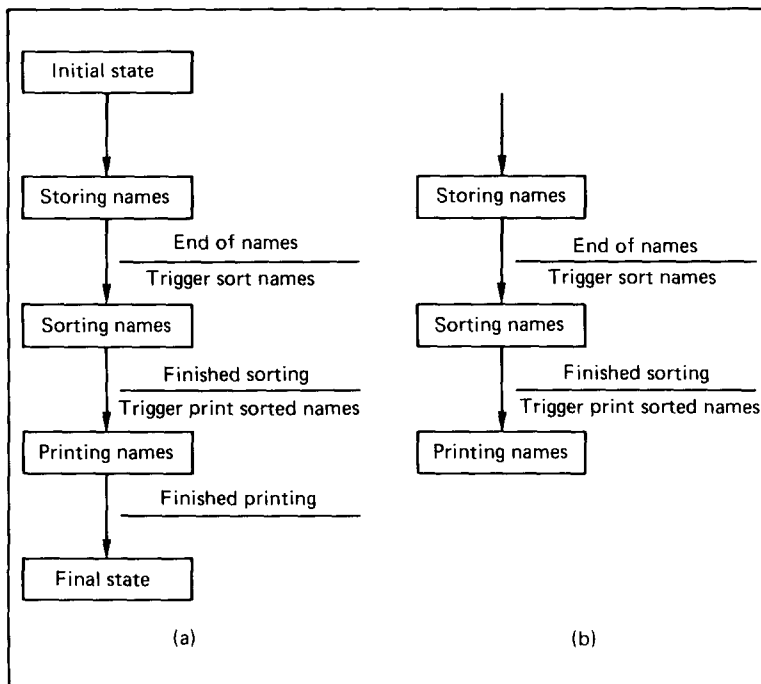 Initial state
Storing names
End of names
Trigger sort names
Sorting names
Finished sorting
Trigger print sorted names
Printing names
Finished printing
Final state
(a)
Storing names
End of names
Trigger sort names
Sorting names
Finished sorting
Trigger print sorted names
Printing names
(b)